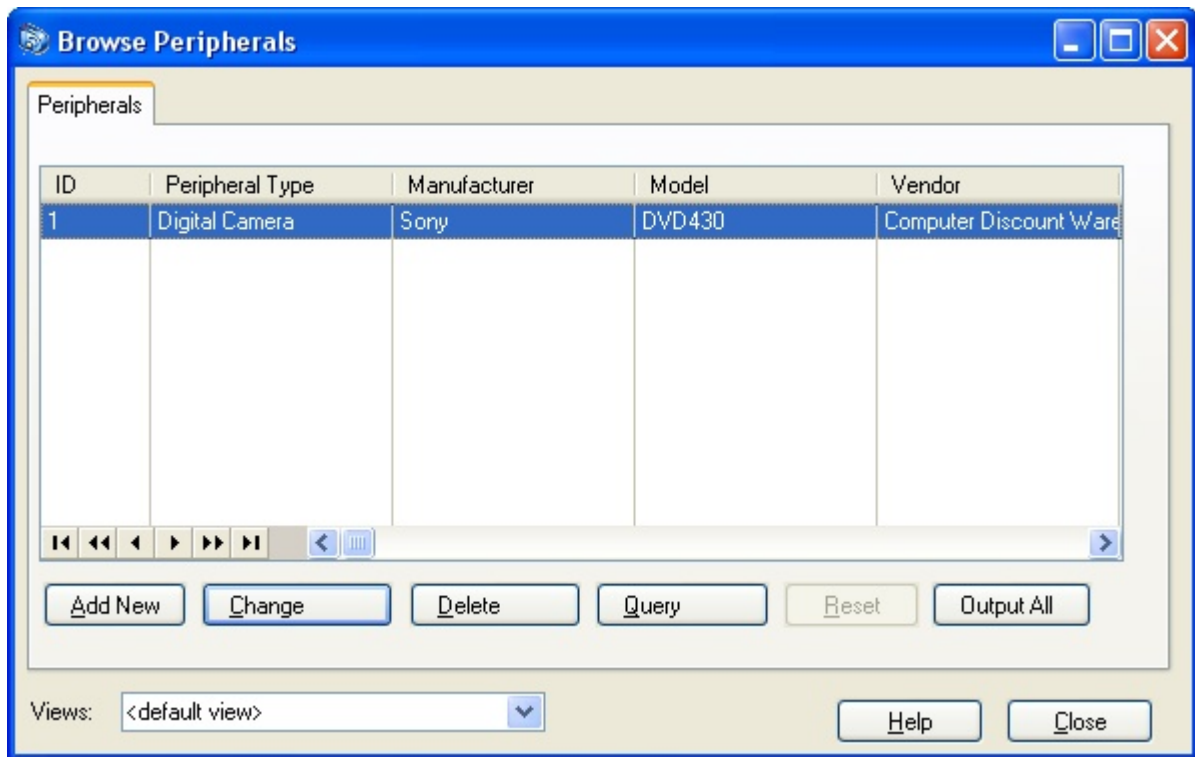 Browse Peripherals
Peripherals
ID Peripheral Type Manufacturer Model Vendor
1 Digital Camera Sony DVD430 Computer Discount Ware
Add New Change Delete Query Reset Output All
Views: <default view> Help Close